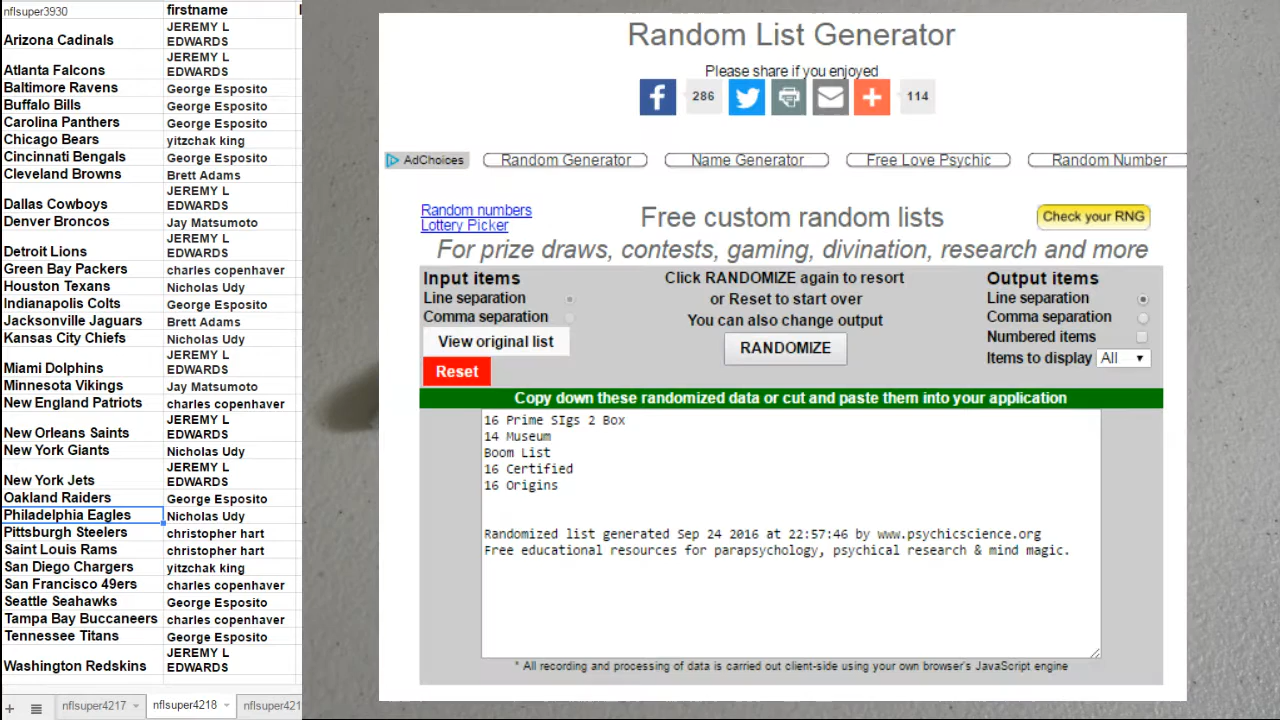 nflsuper3930 firstname
Arizona Cadinals JEREMY L EDWARDS
Atlanta Falcons JEREMY L EDWARDS
Baltimore Ravens George Esposito
Buffalo Bills George Esposito
Carolina Panthers George Esposito
Chicago Bears yitzchak king
Cincinnati Bengals George Esposito
Cleveland Browns Brett Adams
Dallas Cowboys JEREMY L EDWARDS
Denver Broncos Jay Matsumoto
Detroit Lions JEREMY L EDWARDS
Green Bay Packers charles copenhaver
Houston Texans Nicholas Udy
Indianapolis Colts George Esposito
Jacksonville Jaguars Brett Adams
Kansas City Chiefs Nicholas Udy
Miami Dolphins JEREMY L EDWARDS
Minnesota Vikings Jay Matsumoto
New England Patriots charles copenhaver
New Orleans Saints JEREMY L EDWARDS
New York Giants Nicholas Udy
New York Jets JEREMY L EDWARDS
Oakland Raiders George Esposito
Philadelphia Eagles Nicholas Udy
Pittsburgh Steelers christopher hart
Saint Louis Rams christopher hart
San Diego Chargers yitzchak king
San Francisco 49ers charles copenhaver
Seattle Seahawks George Esposito
Tampa Bay Buccaneers charles copenhaver
Tennessee Titans George Esposito
Washington Redskins JEREMY L EDWARDS
nflsuper4217 nflsuper4218 nflsuper421
Random List Generator
Please share if you enjoyed
286 114
AdChoices Random Generator Name Generator Free Love Psychic Random Number
Random numbers
Lottery Picker
Free custom random lists
Check your RNG
For prize draws, contests, gaming, divination, research and more
Input items
Line separation
Comma separation
View original list
Reset
Click RANDOMIZE again to resort
or Reset to start over
You can also change output
RANDOMIZE
Output items
Line separation
Comma separation
Numbered items
Items to display All
Copy down these randomized data or cut and paste them into your application
16 Prime SIgs 2 Box
14 Museum
Boom List
16 Certified
16 Origins
Randomized list generated Sep 24 2016 at 22:57:46 by www.psychicscience.org
Free educational resources for parapsychology, psychical research & mind magic.
* All recording and processing of data is carried out client-side using your own browser's JavaScript engine